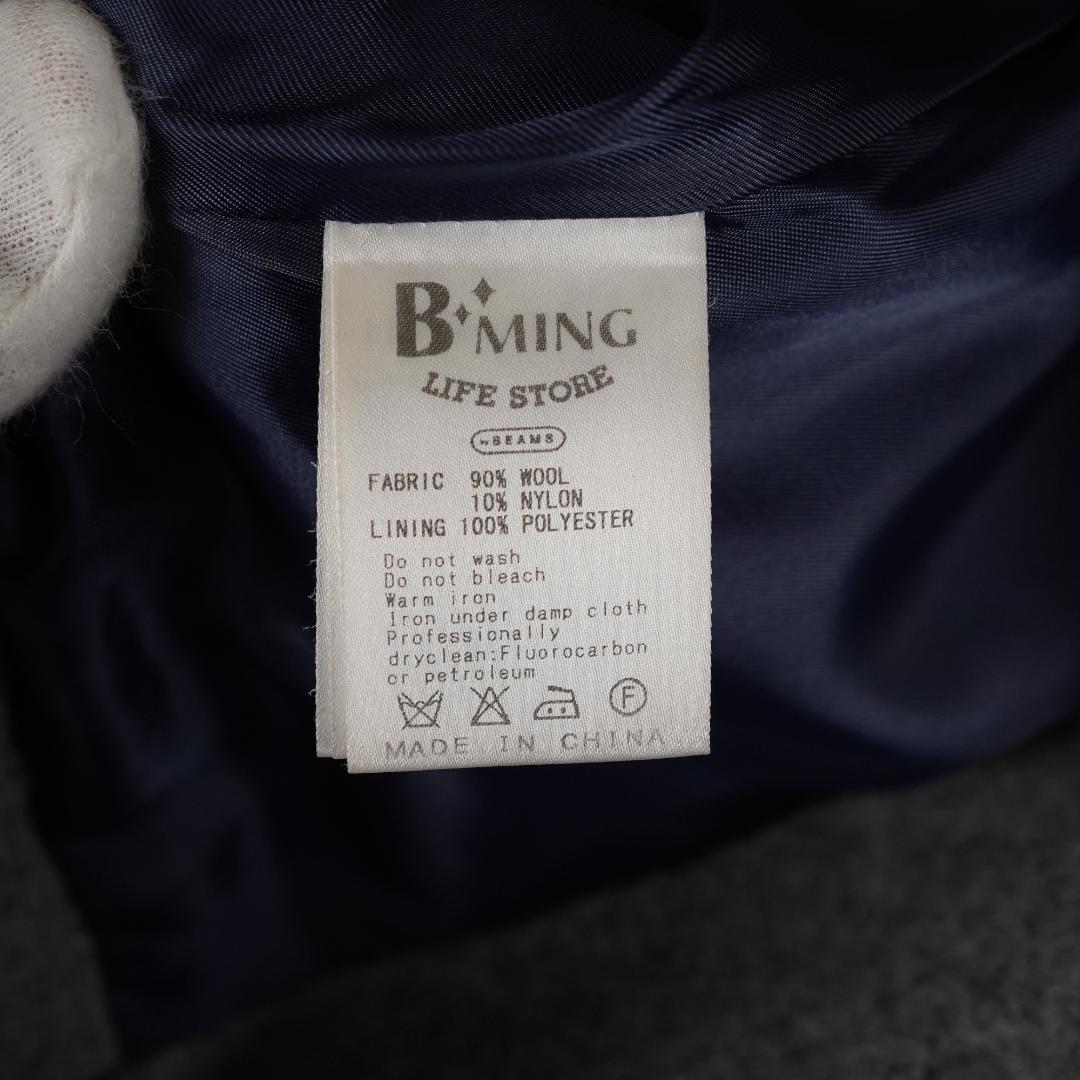 B MING
LIFE STORE
by BEAMS
FABRIC 90% WOOL
10% NYLON
LINING 100% POLYESTER
Do not wash
Do not bleach
Warm iron
Iron under damp cloth
Professionally
dryclean:Fluorocarbon
or petroleum
F
MADE IN CHINA